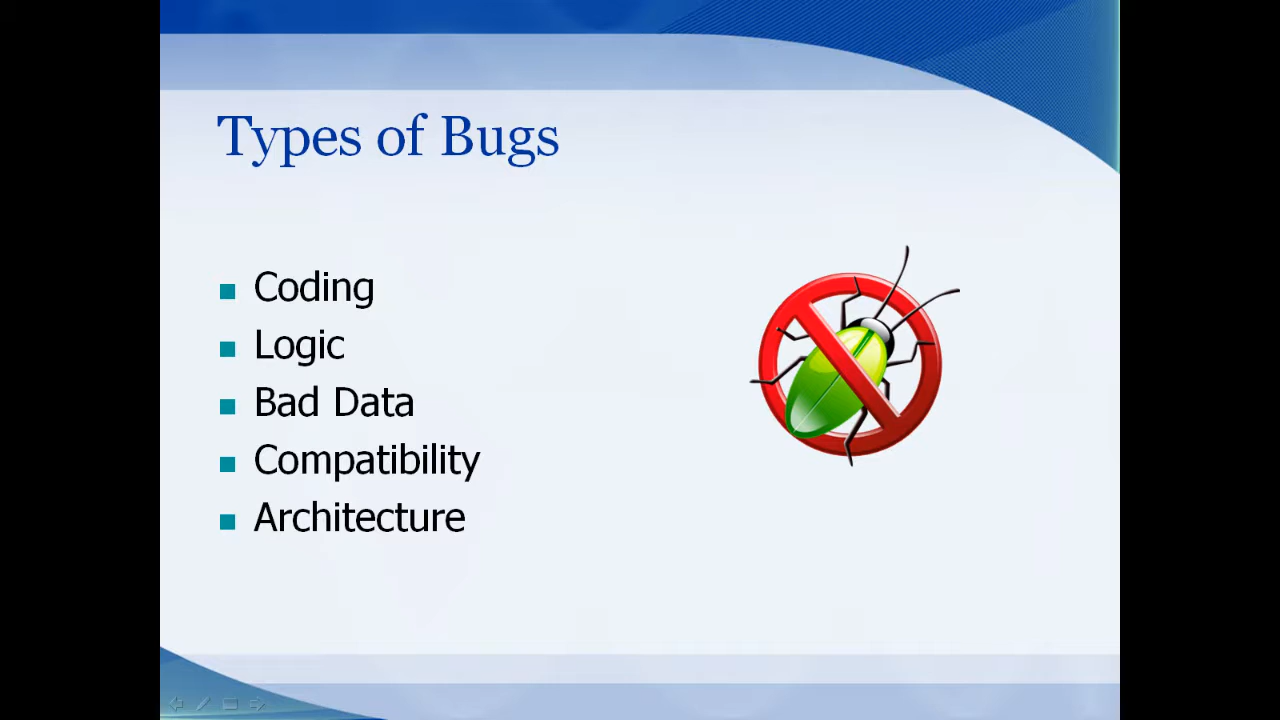 Types of Bugs
Coding
Logic
Bad Data
Compatibility
Architecture